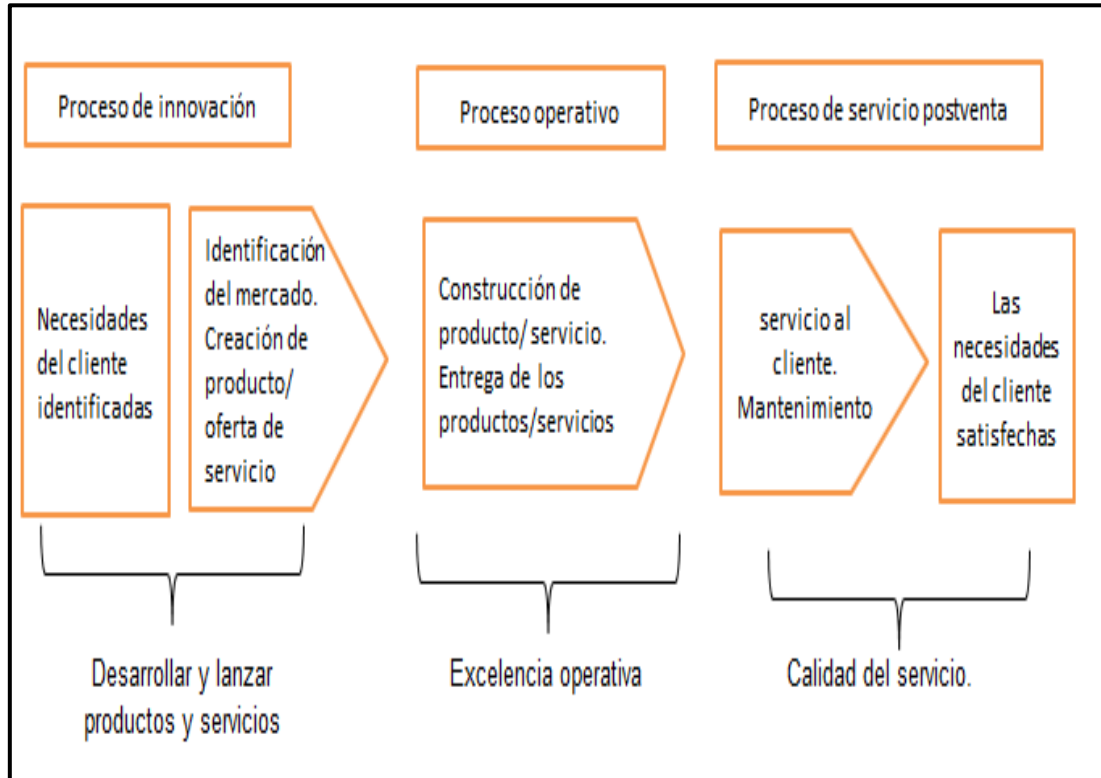 Proceso de innovación
Proceso operativo
Proceso de servicio postventa
Necesidades
del cliente
identificadas
Identificación
del mercado.
Creación de
producto/
oferta de
servicio
Construcción de
producto/ servicio.
Entrega de los
productos/servicios
servicio al
cliente.
Mantenimiento
Las
necesidades
del cliente
satisfechas
Desarrollar y lanzar
productos y servicios
Excelencia operativa
Calidad del servicio.